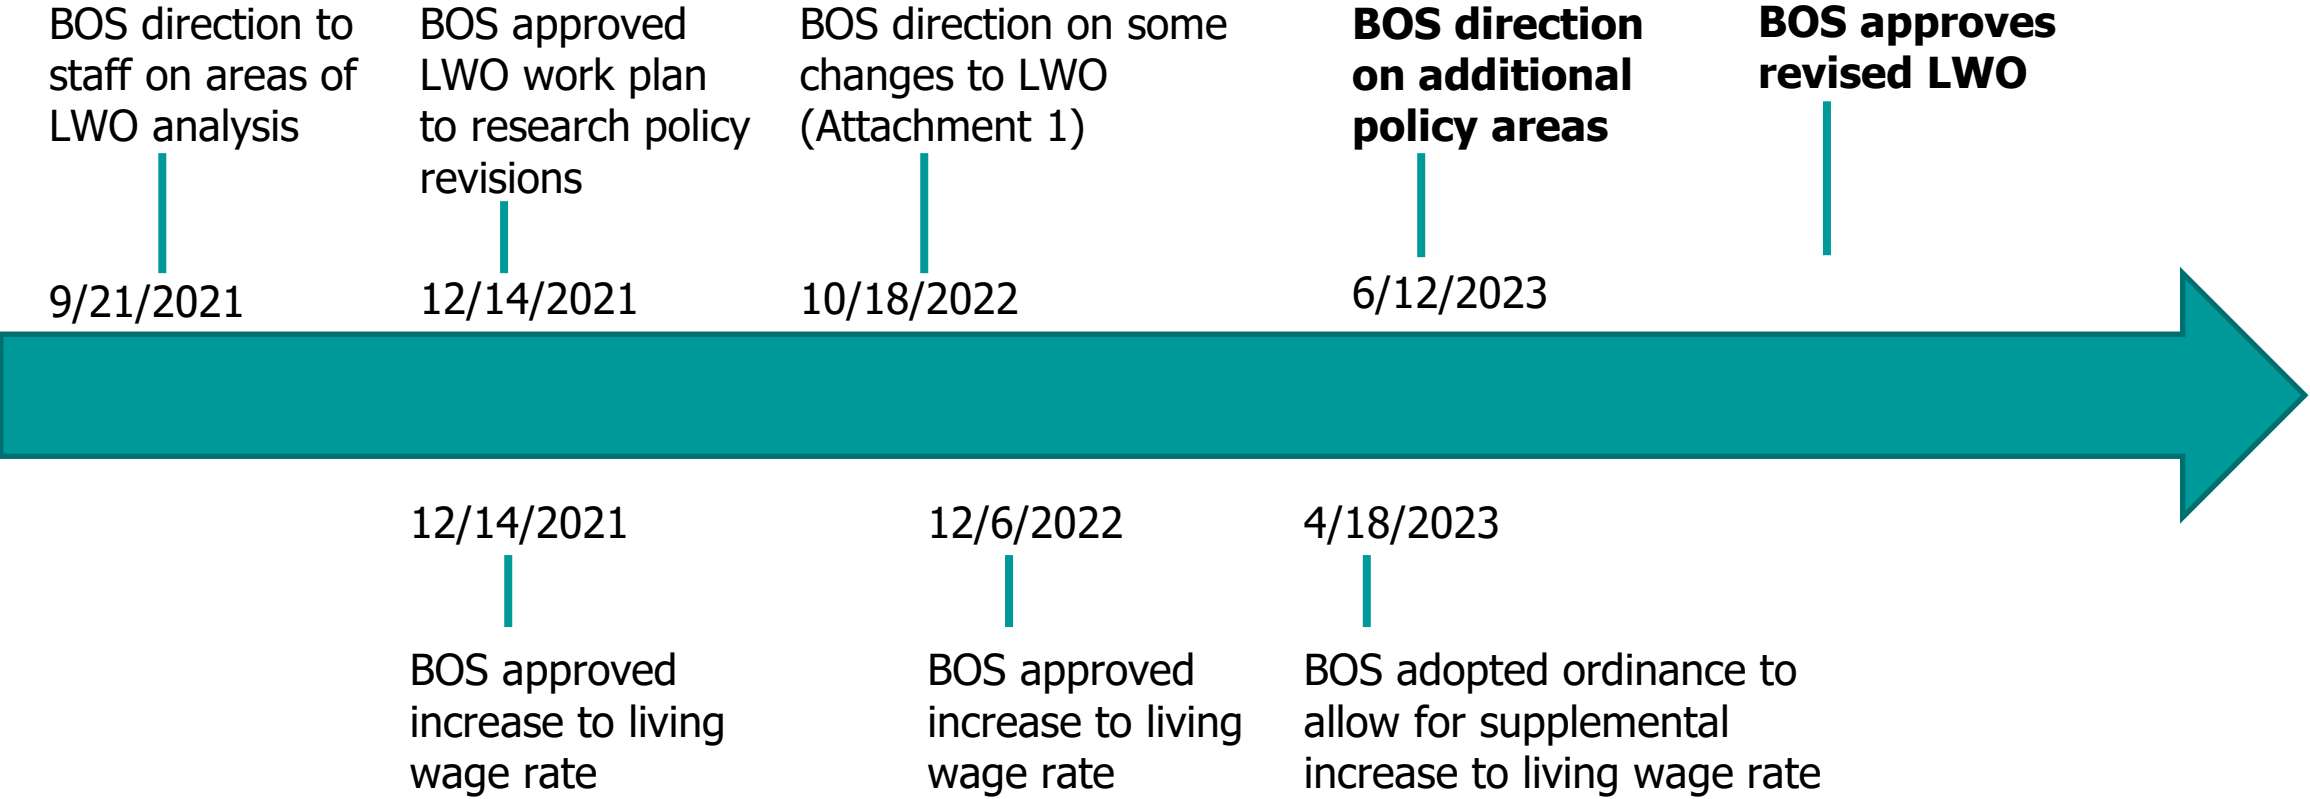 BOS direction to
staff on areas of
LWO analysis
9/21/2021
BOS approved
LWO work plan
to research policy
revisions
12/14/2021
BOS direction on some
changes to LWO
(Attachment 1)
10/18/2022
BOS direction
on additional
policy areas
6/12/2023
BOS approves
revised LWO
12/14/2021
BOS approved
increase to living
wage rate
12/6/2022
BOS approved
increase to living
wage rate
4/18/2023
BOS adopted ordinance to
allow for supplemental
increase to living wage rate